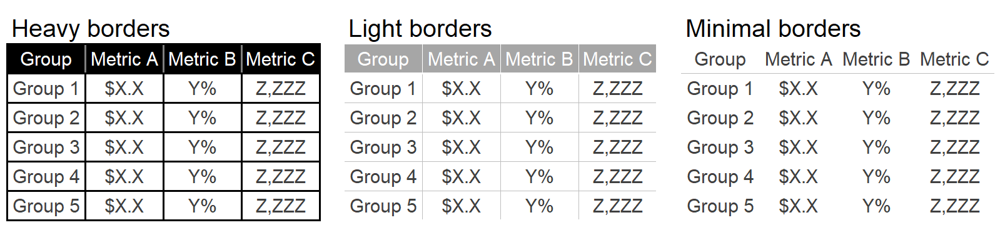 Heavy borders
Group Metric A Metric B Metric C
Group 1 $X.X Y% Z,ZZZ
Group 2 $X.X Y% Z,ZZZ
Group 3 $X.X Y% Z,ZZZ
Group 4 $X.X Y% Z,ZZZ
Group 5 $X.X Y% Z,ZZZ
Light borders
Group Metric A Metric B Metric C
Group 1 $X.X Y% Z,ZZZ
Group 2 $X.X Y% Z,ZZZ
Group 3 $X.X Y% Z,ZZZ
Group 4 $X.X Y% Z,ZZZ
Group 5 $X.X Y% Z,ZZZ
Minimal borders
Group Metric A Metric B Metric C
Group 1 $X.X Y% Z,ZZZ
Group 2 $X.X Y% Z,ZZZ
Group 3 $X.X Y% Z,ZZZ
Group 4 $X.X Y% Z,ZZZ
Group 5 $X.X Y% Z,ZZZ